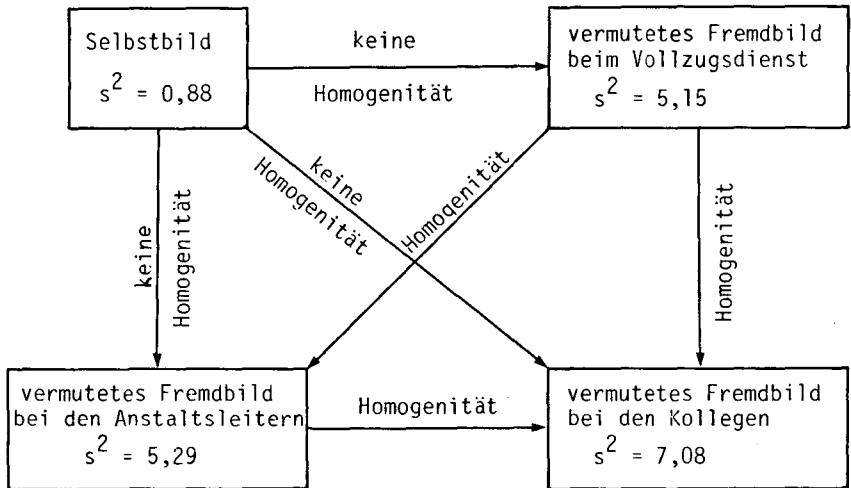 Selbstbild
s² = 0,88
keine
Homogenität
vermutetes Fremdbild
beim Vollzugsdienst
s² = 5,15
keine
Homogenität
keine
Homogenität
Homogenität
Homogenität
vermutetes Fremdbild
bei den Anstaltsleitern
s² = 5,29
Homogenität
vermutetes Fremdbild
bei den Kollegen
s² = 7,08